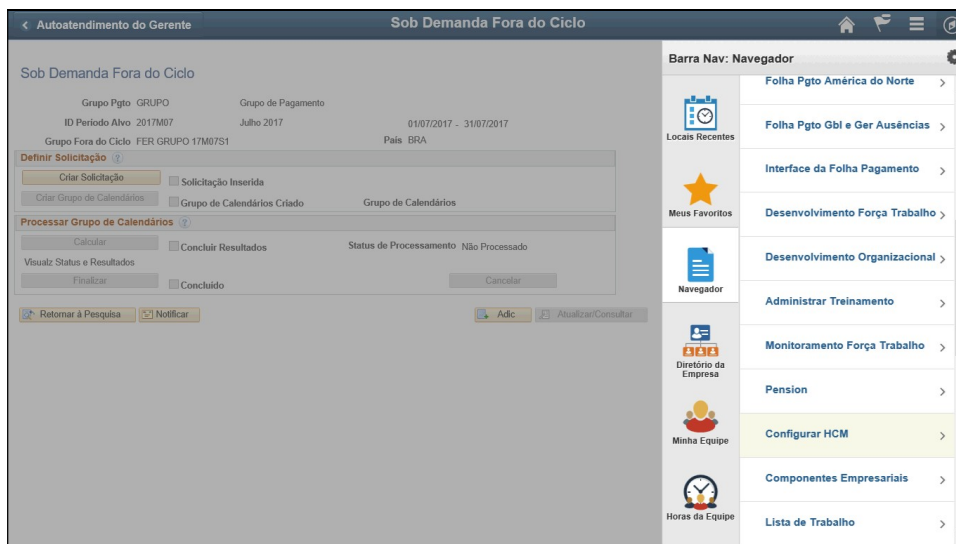 Autoatendimento do Gerente
Sob Demanda Fora do Ciclo
Sob Demanda Fora do Ciclo
Grupo Pgto GRUPO Grupo de Pagamento
ID Período Alvo 2017M07 Julho 2017 01/07/2017 - 31/07/2017
Grupo Fora do Ciclo FER GRUPO 17M07S1 País BRA
Definir Solicitação
Criar Solicitação Solicitação Inserida
Criar Grupo de Calendários Grupo de Calendários Criado Grupo de Calendários
Processar Grupo de Calendários
Calcular Concluir Resultados Status de Processamento Não Processado
Visualz Status e Resultados
Finalizar Concluído Cancelar
Retornar à Pesquisa Notificar Adic Atualizar/Consultar
Barra Nav: Navegador
Locais Recentes
Meus Favoritos
Navegador
Diretório da
Empresa
Minha Equipe
Horas da Equipe
Folha Pgto América do Norte
Folha Pgto Gbl e Ger Ausências
Interface da Folha Pagamento
Desenvolvimento Força Trabalho
Desenvolvimento Organizacional
Administrar Treinamento
Monitoramento Força Trabalho
Pension
Configurar HCM
Componentes Empresariais
Lista de Trabalho